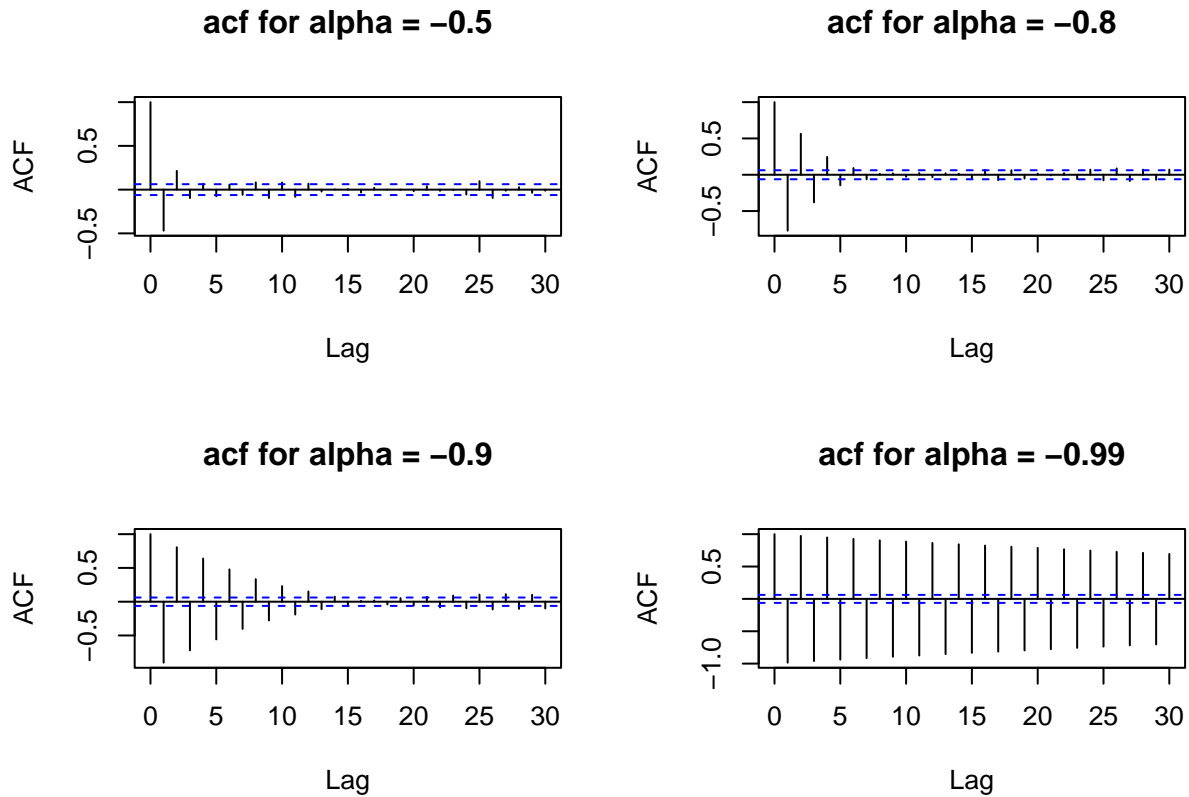 acf for alpha = −0.5
ACF
−0.5 0.5
0 5 10 15 20 25 30
Lag
acf for alpha = −0.8
ACF
−0.5 0.5
0 5 10 15 20 25 30
Lag
acf for alpha = −0.9
ACF
−0.5 0.5
0 5 10 15 20 25 30
Lag
acf for alpha = −0.99
ACF
−1.0 0.5
0 5 10 15 20 25 30
Lag